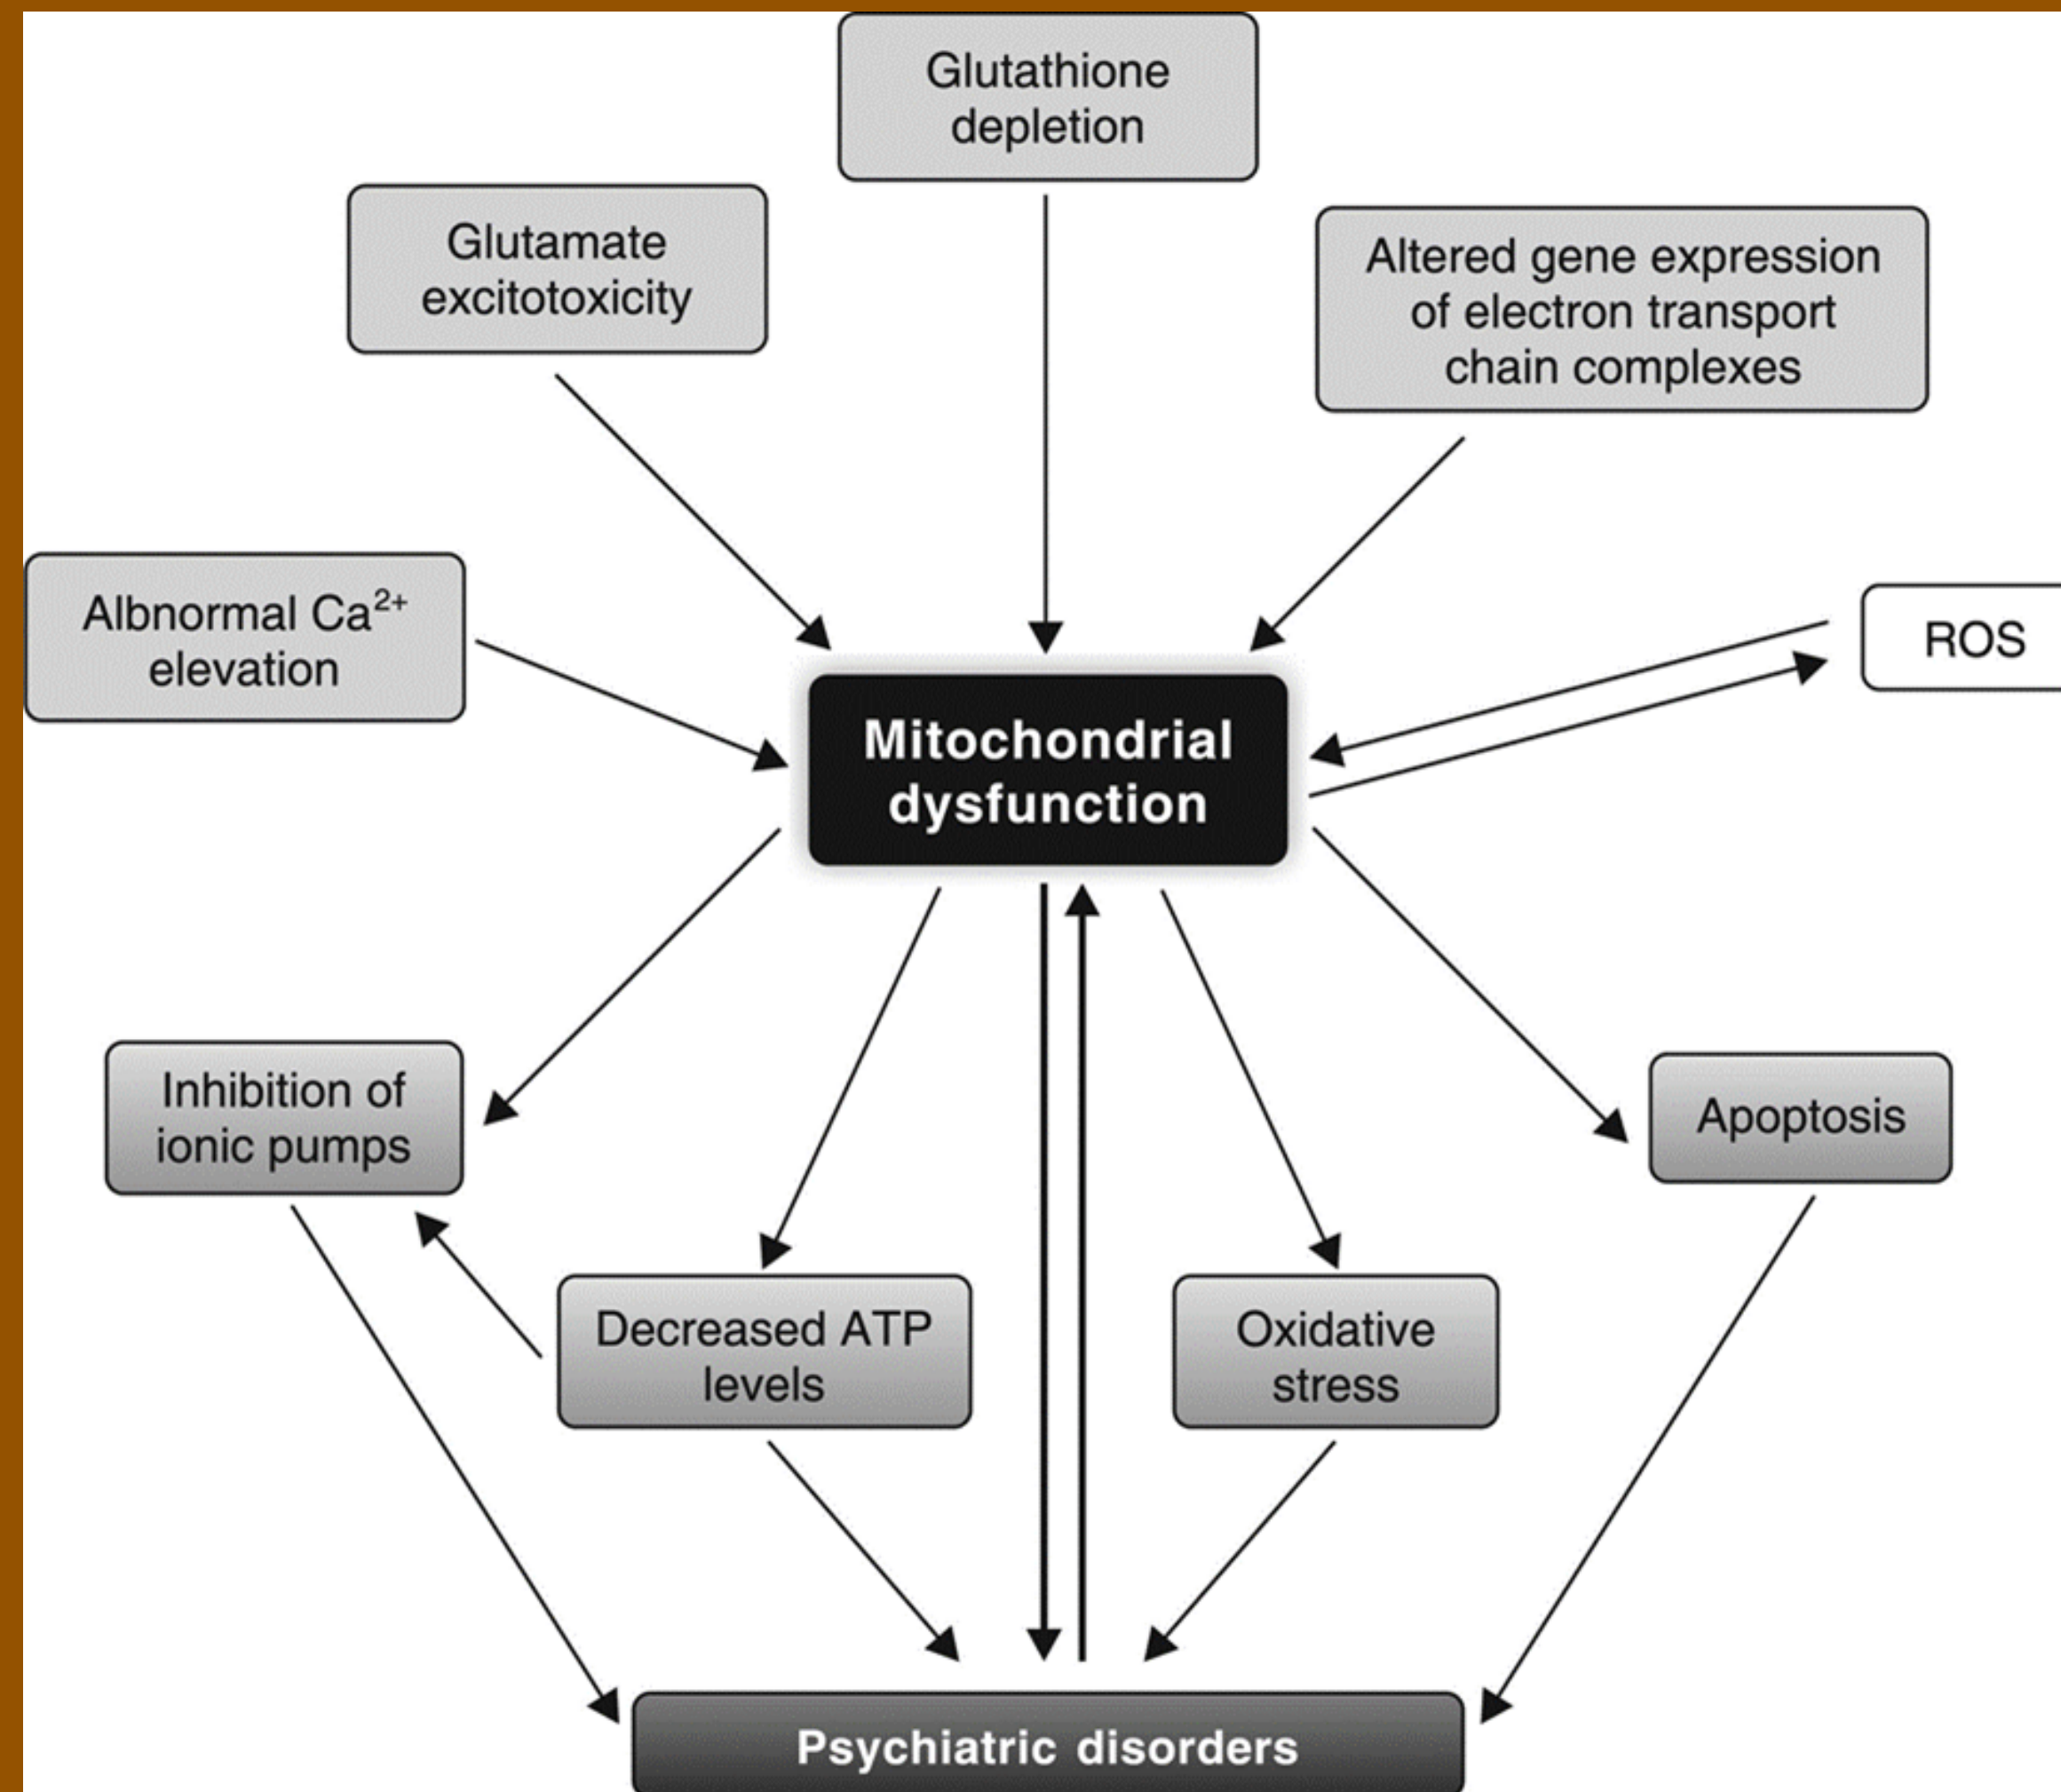 Glutathione
depletion
Glutamate
excitotoxicity
Altered gene expression
of electron transport
chain complexes
Albnormal Ca²⁺
elevation
ROS
Mitochondrial
dysfunction
Inhibition of
ionic pumps
Apoptosis
Decreased ATP
levels
Oxidative
stress
Psychiatric disorders